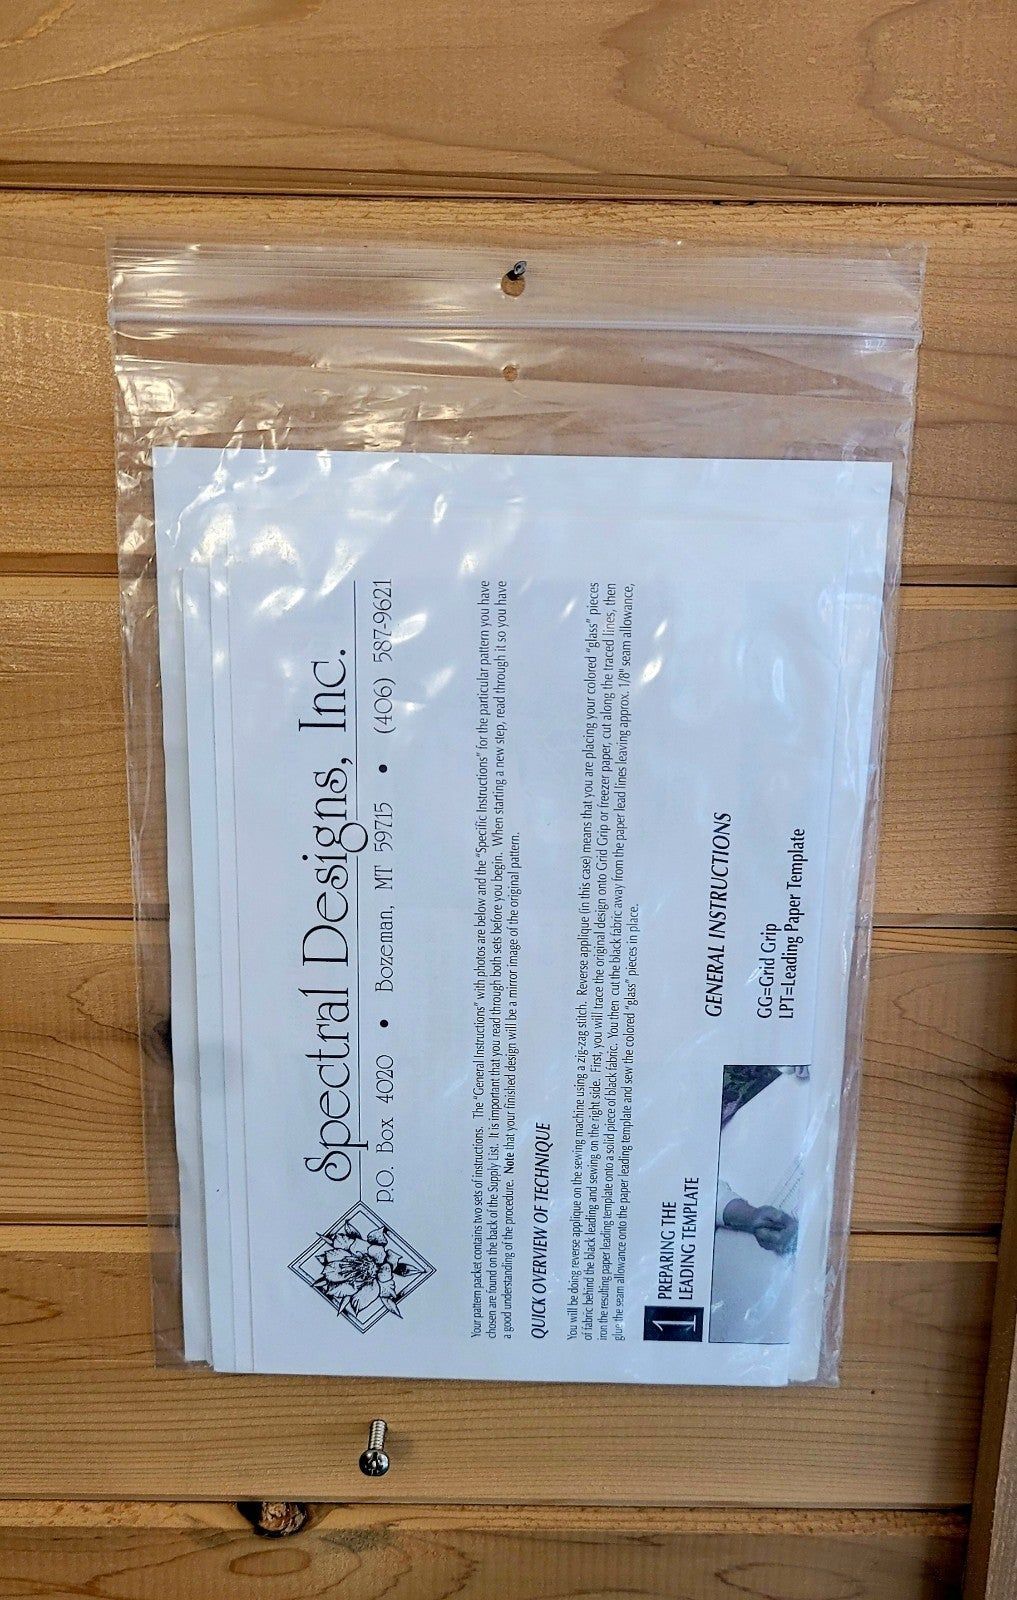 Spectral Designs, Inc.
P.O. Box 4020 • Bozeman, MT 59715 • (406) 587-9621
Your pattern packet contains two sets of instructions. The "General Instructions" with photos are below and the "Specific Instructions" for the particular pattern you have
chosen are found on the back of the Supply List. It is important that you read through both sets before you begin. When starting a new step, read through it so you have
a good understanding of the procedure. Note that your finished design will be a mirror image of the original pattern.
QUICK OVERVIEW OF TECHNIQUE
You will be doing reverse applique on the sewing machine using a zig-zag stitch. Reverse applique (in this case) means that you are placing your colored "glass" pieces
of fabric behind the black leading and sewing on the right side. First, you will trace the original design onto Grid Grip or freezer paper, cut along the traced lines, then
iron the resulting paper leading template onto a solid piece of black fabric. You then cut the black fabric away from the paper lead lines leaving approx. 1/8" seam allowance,
glue the seam allowance onto the paper leading template and sew the colored "glass" pieces in place.
1 PREPARING THE
LEADING TEMPLATE
GENERAL INSTRUCTIONS
GG=Grid Grip
LPT=Leading Paper Template